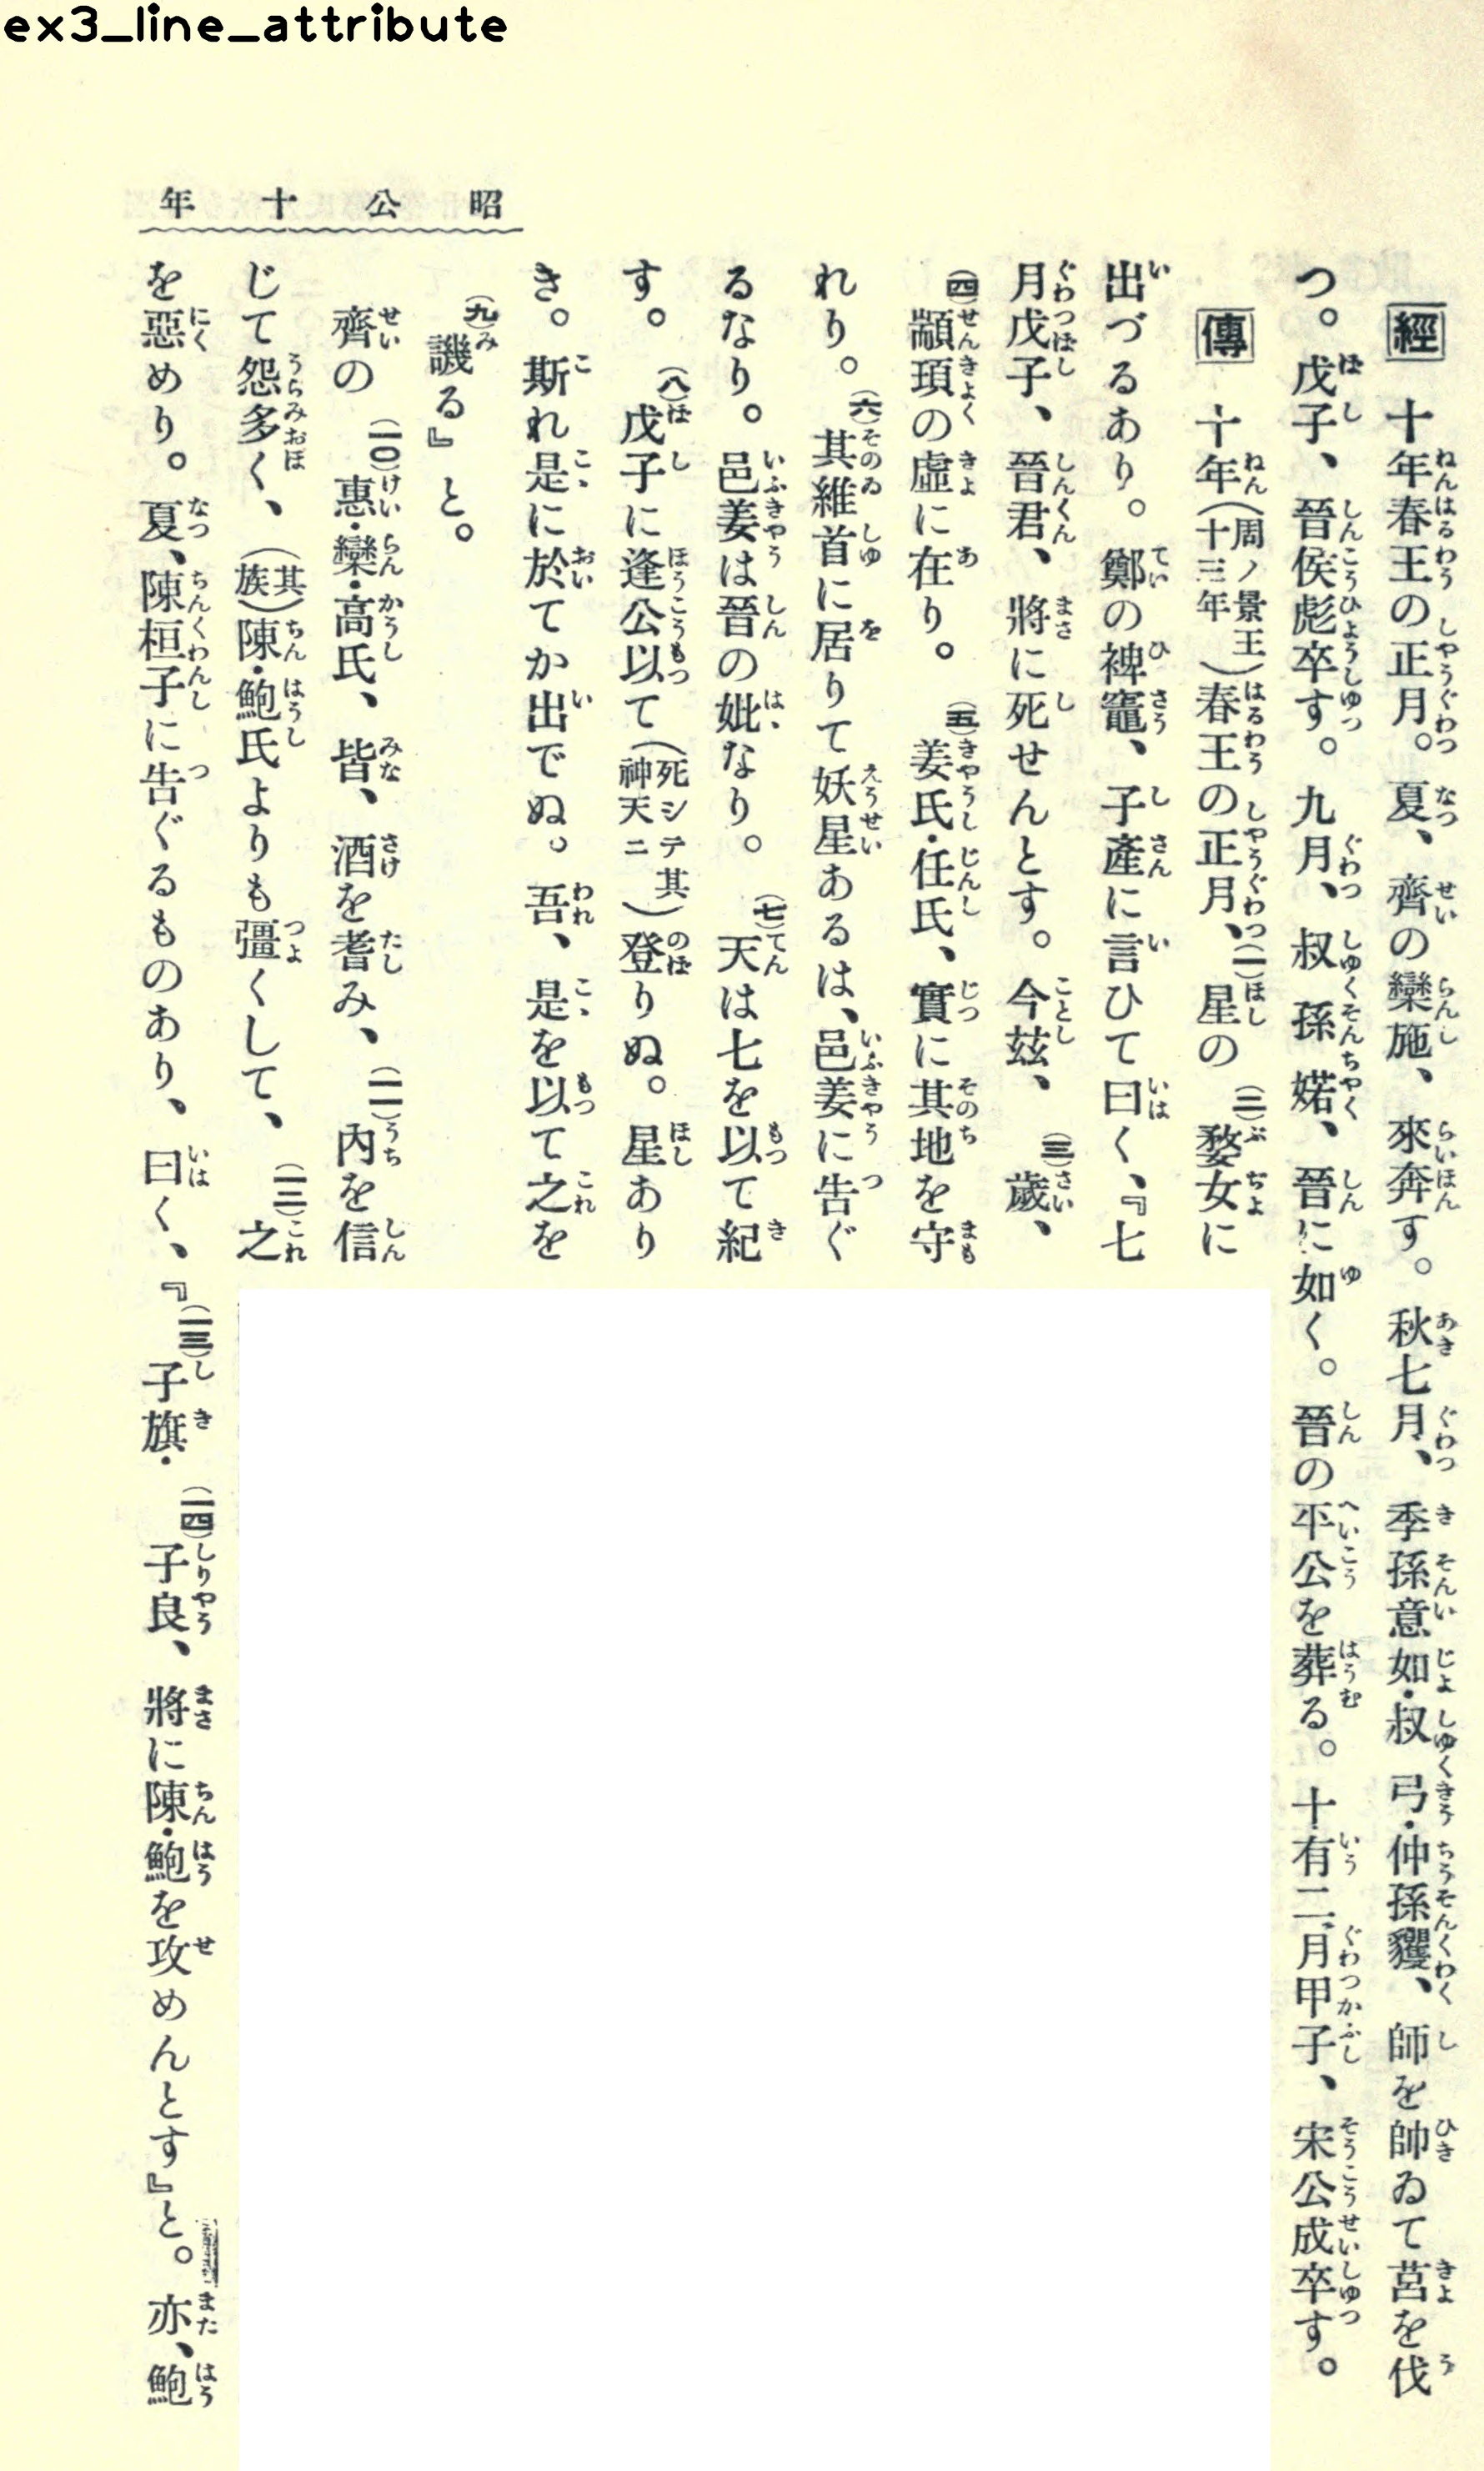 ex3_line_attribute
昭公十年
經 十年春王の正月。夏、齊の欒施、來奔す。秋七月、季孫意如・叔弓・仲孫貜、師を帥ゐて莒を伐
つ。戊子、晉侯彪卒す。九月、叔孫婼、晉に如く。晉の平公を葬る。十有二月甲子、宋公成卒す。
傳 十年(周ノ景王十三年)春王の正月、(一)星の(二)婺女に
出づるあり。鄭の裨竈、子產に言ひて曰く、『七
月戊子、晉君、將に死せんとす。今玆、(三)歲、
(四)顓頊の虛に在り。(五)姜氏・任氏、實に其地を守
れり。(六)其維首に居りて妖星あるは、邑姜に告ぐ
るなり。邑姜は晉の妣なり。(七)天は七を以て紀
す。(八)戊子に逢公以て(死シテ其神天ニ)登りぬ。星あり
き。斯れ是に於てか出でぬ。吾、是を以て之を
(九)譏る』と。
齊の(一〇)惠・欒・高氏、皆、酒を耆み、(一一)內を信
じて怨多く、(其族)陳・鮑氏よりも彊くして、(一二)之
を惡めり。夏、陳桓子に告ぐるものあり、曰く、『(一三)子旗・(一四)子良、將に陳・鮑を攻めんとす』と。亦、鮑